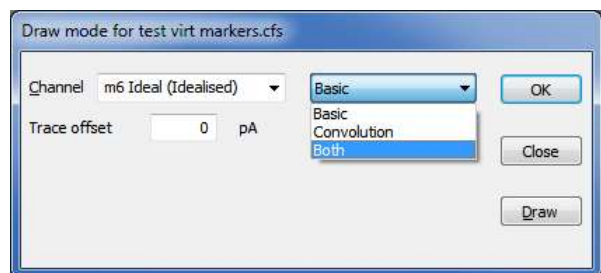 Draw mode for test virt markers.cfs
Channel m6 Ideal (Idealised) Basic OK
Basic
Trace offset 0 pA Convolution
Both Close
Draw